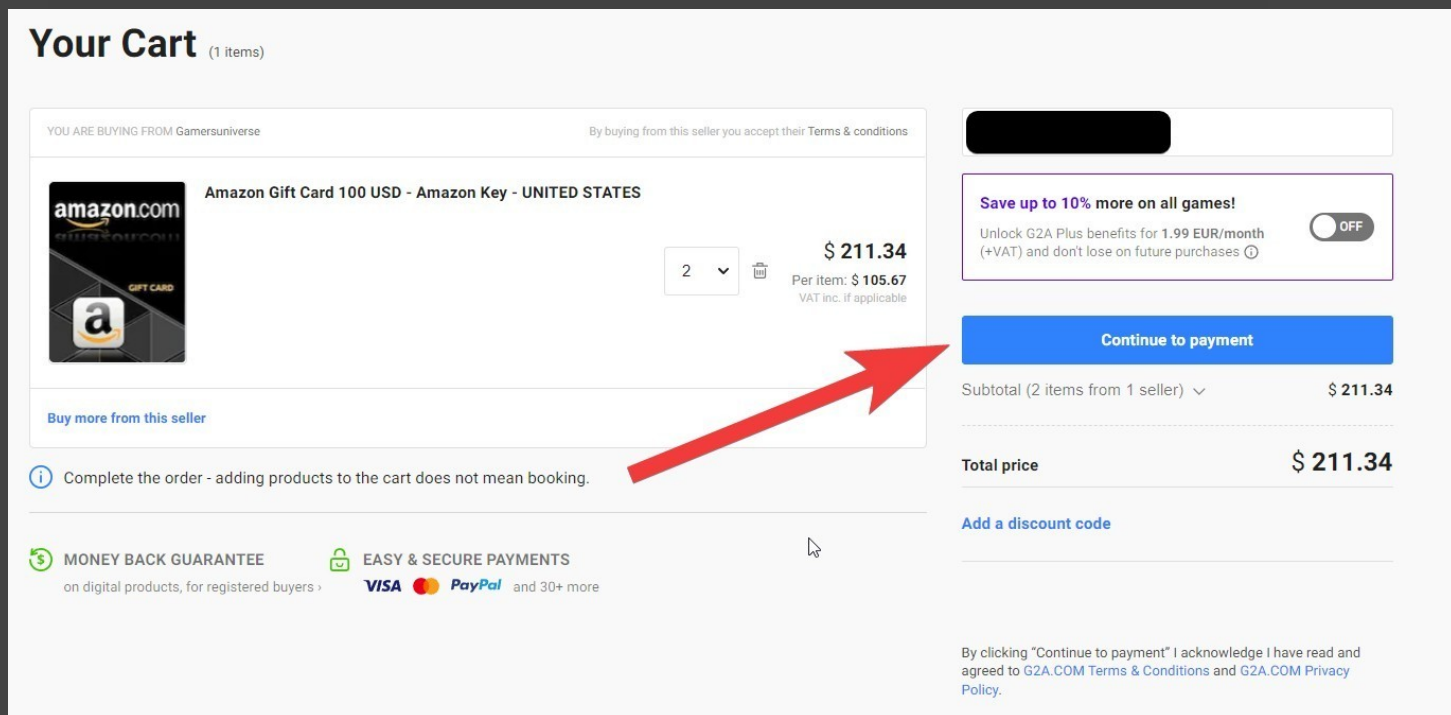 Your Cart (1 items)
YOU ARE BUYING FROM Gamersuniverse
By buying from this seller you accept their Terms & conditions
amazon.com
GIFT CARD
a
Amazon Gift Card 100 USD - Amazon Key - UNITED STATES
2
$ 211.34
Per item: $ 105.67
VAT inc. if applicable
Buy more from this seller
Complete the order - adding products to the cart does not mean booking.
MONEY BACK GUARANTEE
on digital products, for registered buyers ›
EASY & SECURE PAYMENTS
VISA PayPal and 30+ more
Save up to 10% more on all games!
Unlock G2A Plus benefits for 1.99 EUR/month
(+VAT) and don't lose on future purchases
OFF
Continue to payment
Subtotal (2 items from 1 seller) $ 211.34
Total price $ 211.34
Add a discount code
By clicking “Continue to payment” I acknowledge I have read and
agreed to G2A.COM Terms & Conditions and G2A.COM Privacy
Policy.